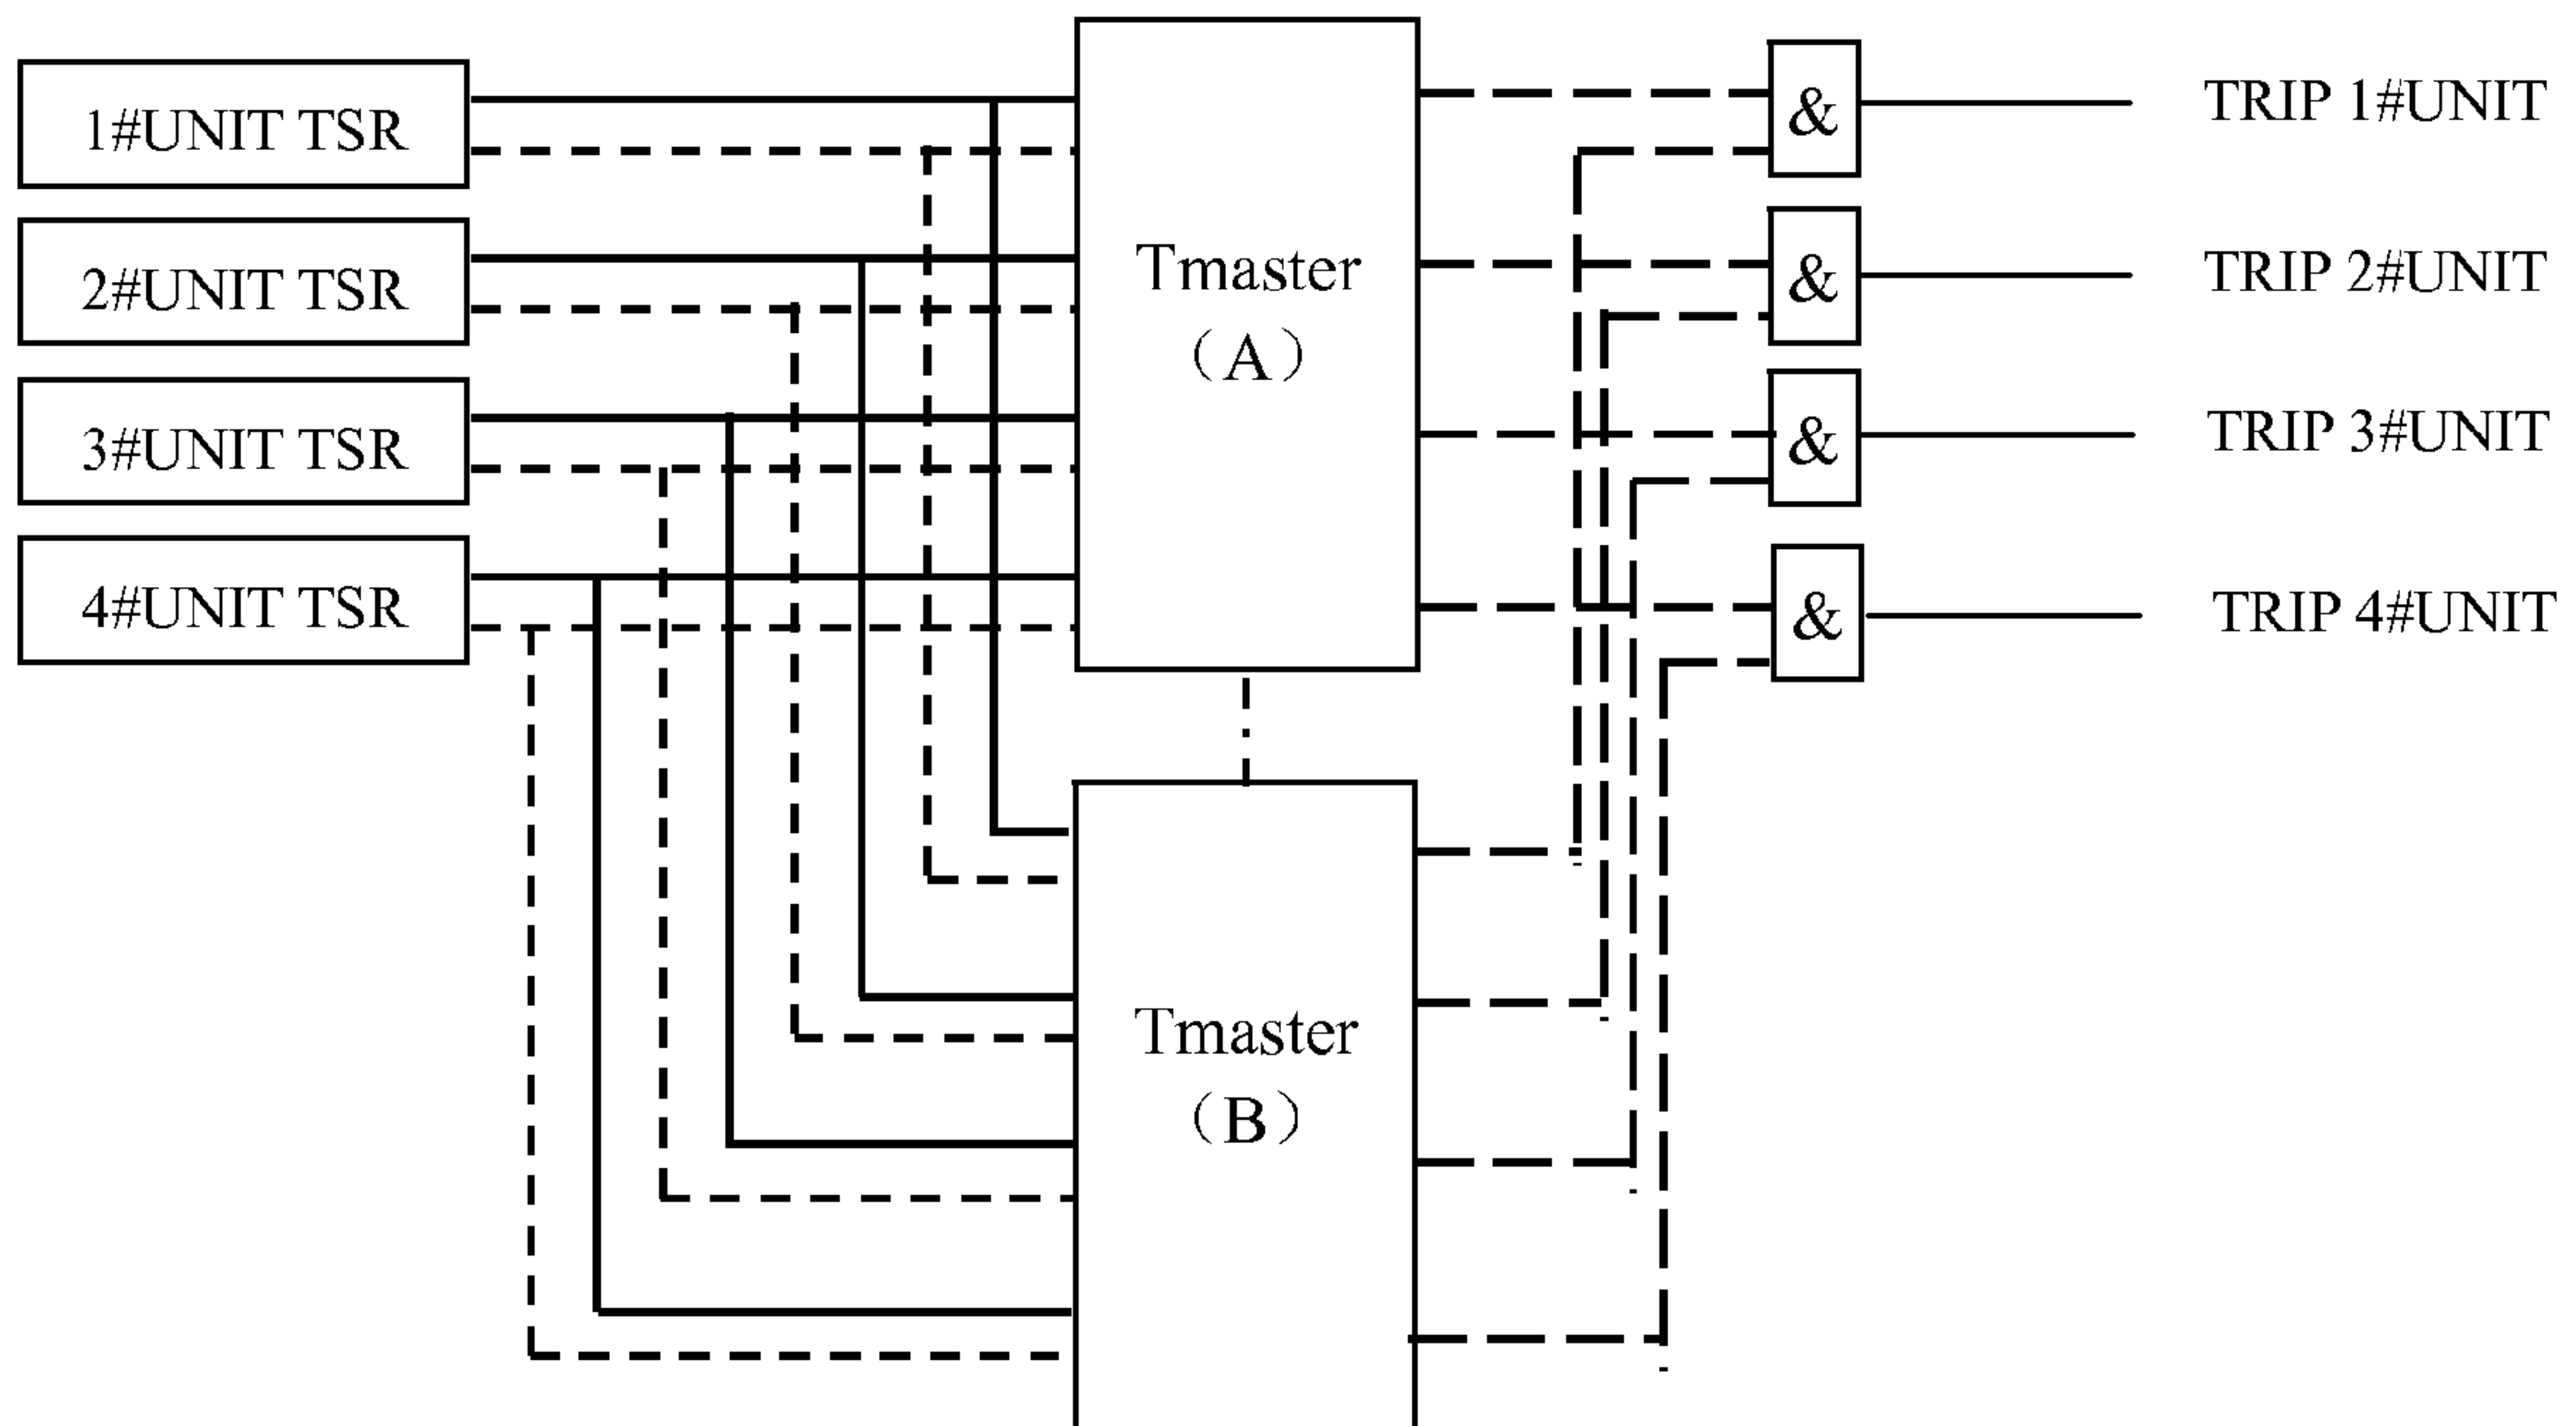 1#UNIT TSR
2#UNIT TSR
3#UNIT TSR
4#UNIT TSR
Tmaster
（A）
Tmaster
（B）
&
&
&
&
TRIP 1#UNIT
TRIP 2#UNIT
TRIP 3#UNIT
TRIP 4#UNIT